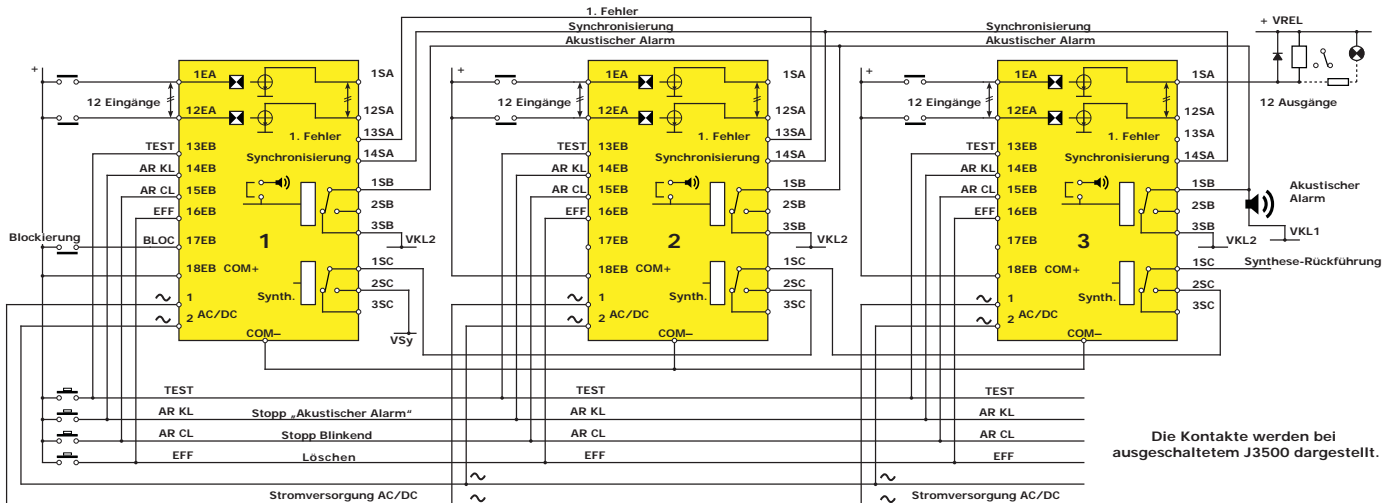 1. Fehler
Synchronisierung
Akustischer Alarm
Synchronisierung
Akustischer Alarm
+ VREL
+
1EA
1SA
12 Eingänge
12EA
12SA
1. Fehler
13SA
TEST
13EB
Synchronisierung
14SA
AR KL
14EB
AR CL
15EB
1SB
EFF
16EB
2SB
Blockierung
BLOC
17EB
1
3SB
VKL2
18EB
COM+
1SC
Synth.
2SC
3SC
1
2
AC/DC
COM–
VSy
+
1EA
1SA
12 Eingänge
12EA
12SA
1. Fehler
13SA
TEST
13EB
Synchronisierung
14SA
AR KL
14EB
AR CL
15EB
1SB
EFF
16EB
2SB
17EB
2
3SB
VKL2
18EB
COM+
1SC
Synth.
2SC
3SC
1
2
AC/DC
COM–
+
1EA
1SA
12 Eingänge
12EA
12SA
12 Ausgänge
1. Fehler
13SA
TEST
13EB
Synchronisierung
14SA
AR KL
14EB
AR CL
15EB
1SB
Akustischer
Alarm
EFF
16EB
2SB
17EB
3
3SB
VKL2
VKL1
18EB
COM+
1SC
Synthese-Rückführung
Synth.
2SC
3SC
1
2
AC/DC
COM–
TEST
TEST
TEST
AR KL
Stopp „Akustischer Alarm“
AR KL
AR KL
AR CL
Stopp Blinkend
AR CL
AR CL
EFF
Löschen
EFF
EFF
Stromversorgung AC/DC
Stromversorgung AC/DC
Die Kontakte werden bei
ausgeschaltetem J3500 dargestellt.